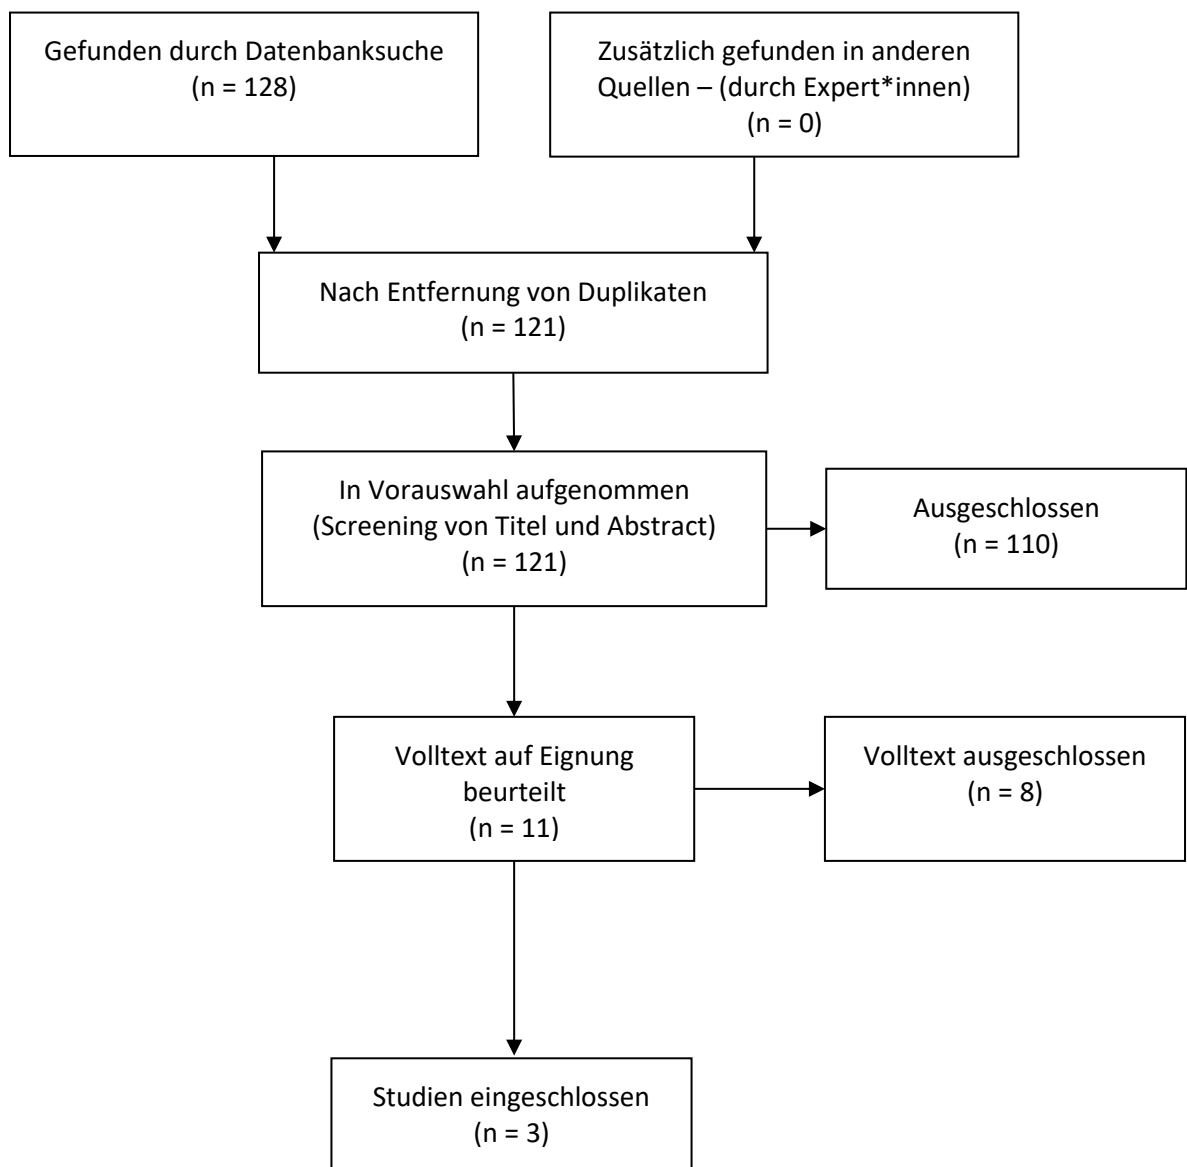 Gefunden durch Datenbanksuche
(n = 128)
Zusätzlich gefunden in anderen
Quellen – (durch Expert*innen)
(n = 0)
Nach Entfernung von Duplikaten
(n = 121)
In Vorauswahl aufgenommen
(Screening von Titel und Abstract)
(n = 121)
Ausgeschlossen
(n = 110)
Volltext auf Eignung
beurteilt
(n = 11)
Volltext ausgeschlossen
(n = 8)
Studien eingeschlossen
(n = 3)